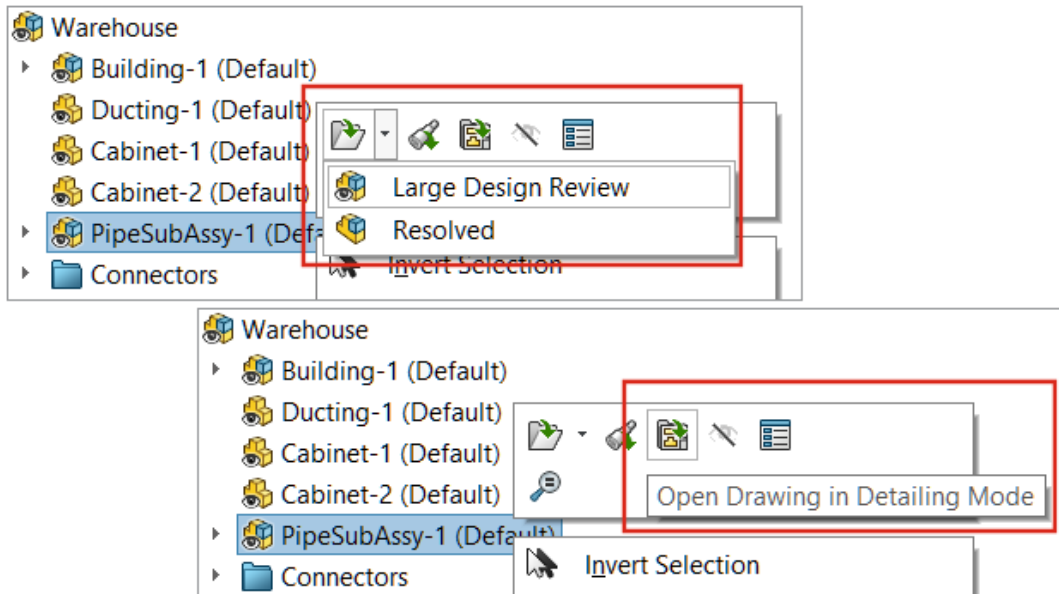 Warehouse
Building-1 (Default)
Ducting-1 (Default)
Cabinet-1 (Default)
Cabinet-2 (Default)
PipeSubAssy-1 (Defa
Connectors
Large Design Review
Resolved
Invert Selection
Warehouse
Building-1 (Default)
Ducting-1 (Default)
Cabinet-1 (Default)
Cabinet-2 (Default)
PipeSubAssy-1 (Default)
Connectors
Open Drawing in Detailing Mode
Invert Selection